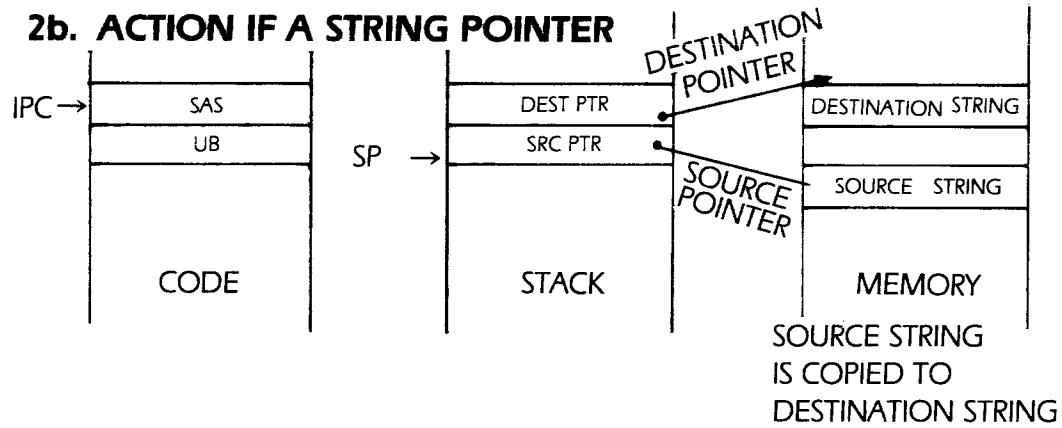 2b. ACTION IF A STRING POINTER
DESTINATION
POINTER
IPC
SAS
DEST PTR
DESTINATION STRING
UB
SP
SRC PTR
SOURCE
POINTER
SOURCE STRING
CODE
STACK
MEMORY
SOURCE STRING
IS COPIED TO
DESTINATION STRING